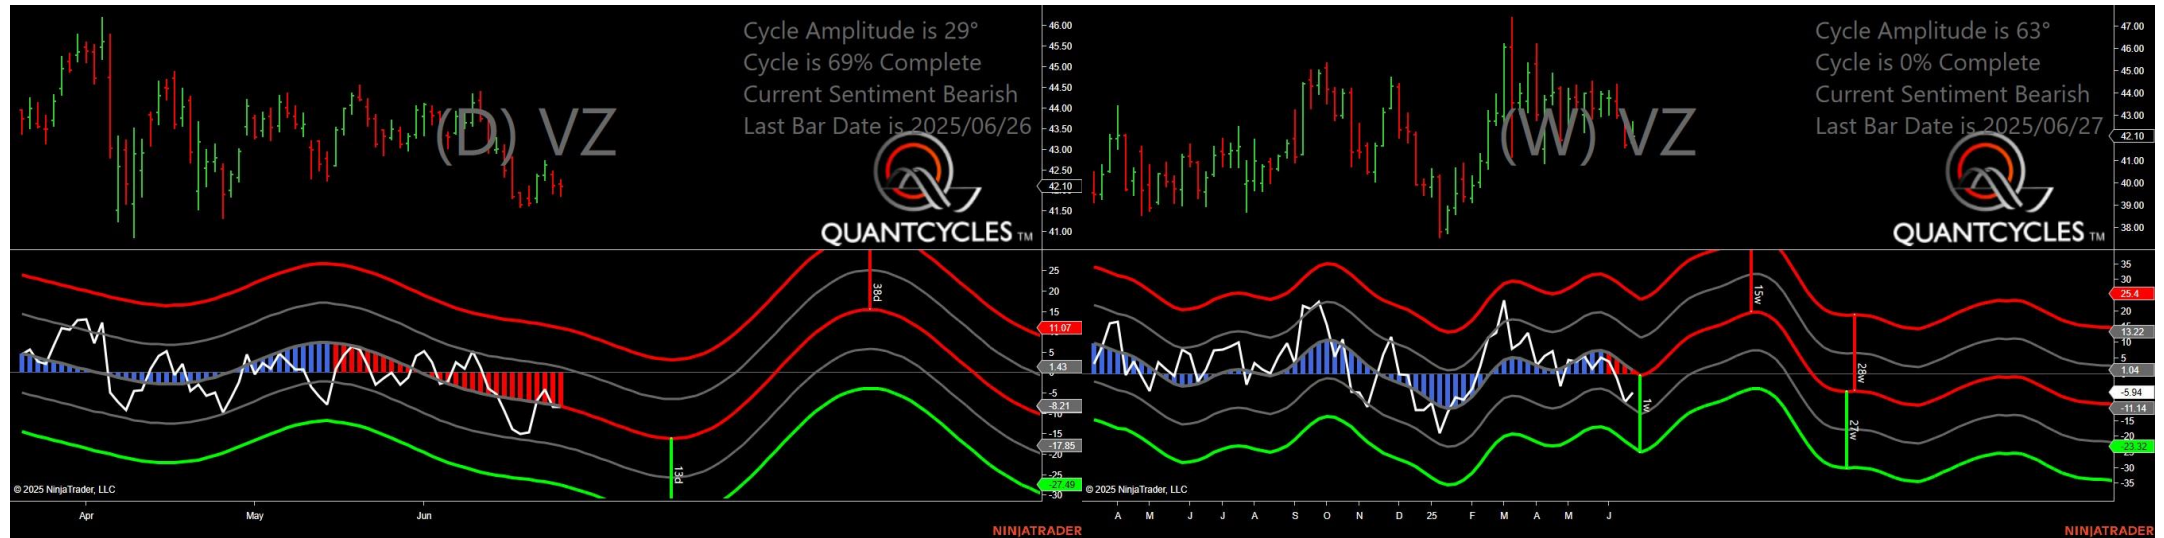 Cycle Amplitude is 29°
Cycle is 69% Complete
Current Sentiment Bearish
Last Bar Date is 2025/06/26
(D) VZ
QUANTCYCLES TM
46.00
45.50
45.00
44.50
44.00
43.50
43.00
42.50
42.10
41.50
41.00
25
20
15
11.07
5
1.43
-5
-8.21
-10
-15
-17.85
-20
-25
-27.49
-30
38d
13d
© 2025 NinjaTrader, LLC
Apr May Jun
NINJATRADER
Cycle Amplitude is 63°
Cycle is 0% Complete
Current Sentiment Bearish
Last Bar Date is 2025/06/27
(W) VZ
QUANTCYCLES TM
47.00
46.00
45.00
44.00
43.00
42.10
41.00
40.00
39.00
38.00
35
30
25.4
20
13.22
10
5
1.04
-5.94
-11.14
-15
-20
-23.32
-30
-35
15w
28w
1w
27w
© 2025 NinjaTrader, LLC
A M J J A S O N D 25 F M A M J
NINJATRADER